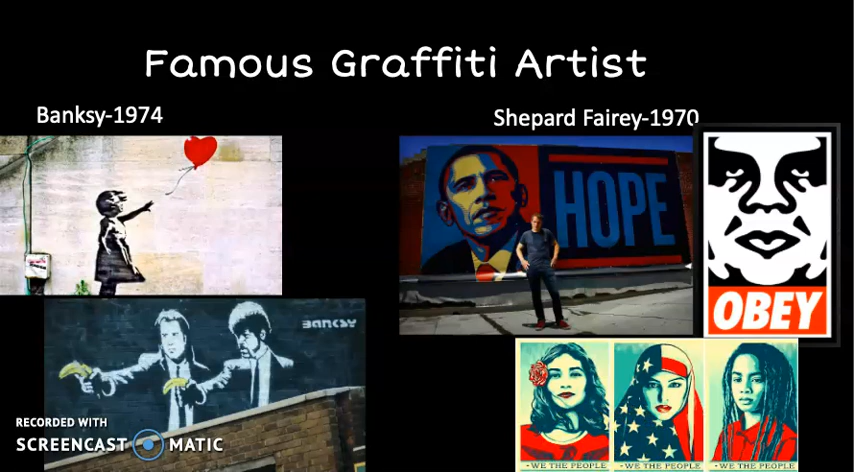 Famous Graffiti Artist
Banksy-1974
Shepard Fairey-1970
HOPE
OBEY
BANKSY
-WE THE PEOPLE
-WE THE PEOPLE
-WE THE PEOPLE
RECORDED WITH
SCREENCAST MATIC